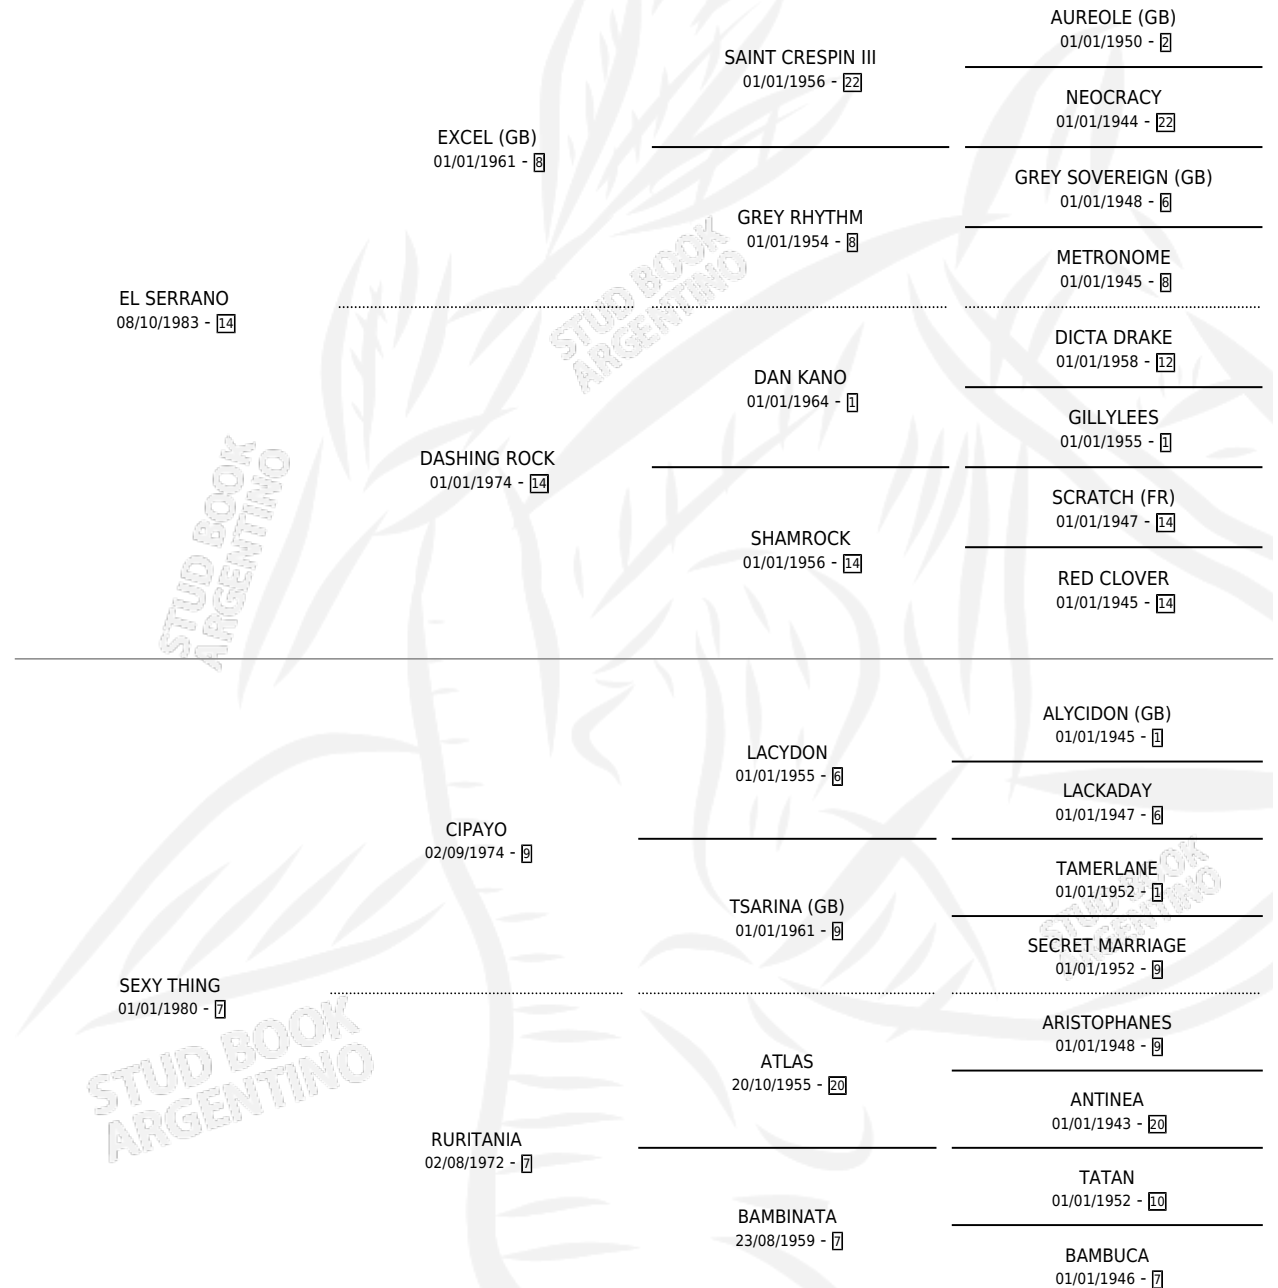 AUREOLE (GB)
01/01/1950 - 2
SAINT CRESPIN III
01/01/1956 - 22
NEOCRACY
01/01/1944 - 22
EXCEL (GB)
01/01/1961 - 8
GREY SOVEREIGN (GB)
01/01/1948 - 6
GREY RHYTHM
01/01/1954 - 8
METRONOME
01/01/1945 - 8
EL SERRANO
08/10/1983 - 14
DICTA DRAKE
01/01/1958 - 12
DAN KANO
01/01/1964 - 1
GILLYLEES
01/01/1955 - 1
DASHING ROCK
01/01/1974 - 14
SCRATCH (FR)
01/01/1947 - 14
SHAMROCK
01/01/1956 - 14
RED CLOVER
01/01/1945 - 14
ALYCIDON (GB)
01/01/1945 - 1
LACYDON
01/01/1955 - 6
LACKADAY
01/01/1947 - 6
CIPAYO
02/09/1974 - 9
TAMERLANE
01/01/1952 - 1
TSARINA (GB)
01/01/1961 - 9
SECRET MARRIAGE
01/01/1952 - 9
SEXY THING
01/01/1980 - 7
ARISTOPHANES
01/01/1948 - 9
ATLAS
20/10/1955 - 20
ANTINEA
01/01/1943 - 20
RURITANIA
02/08/1972 - 7
TATAN
01/01/1952 - 10
BAMBINATA
23/08/1959 - 7
BAMBUCA
01/01/1946 - 7
STUD BOOK
ARGENTINO
STUD BOOK
ARGENTINO
STUD BOOK
ARGENTINO
STUD BOOK
ARGENTINO